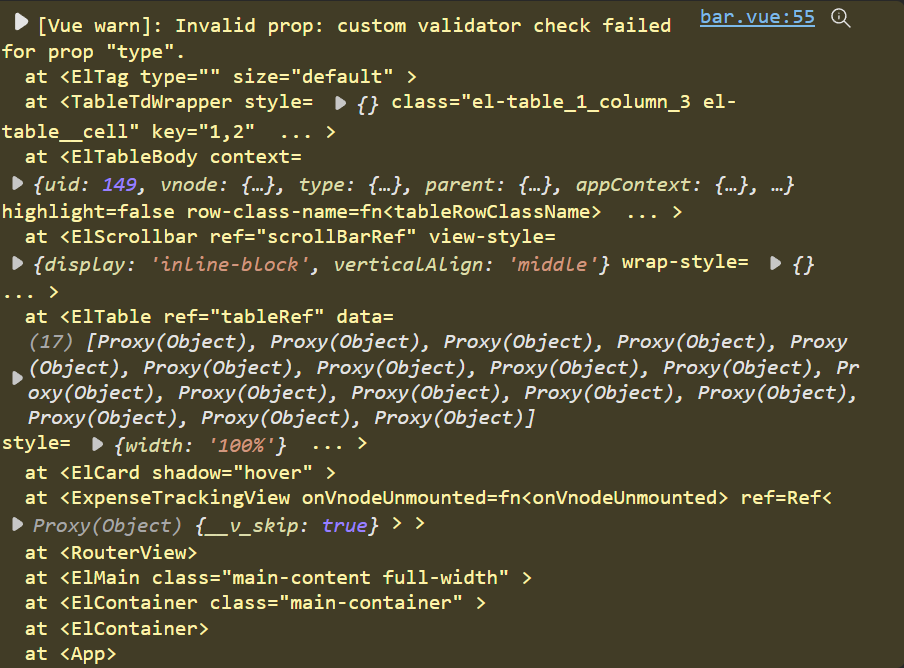 [Vue warn]: Invalid prop: custom validator check failed bar.vue:55
for prop "type".
at <ElTag type="" size="default" >
at <TableTdWrapper style= {} class="el-table_1_column_3 el-
table__cell" key="1,2" ... >
at <ElTableBody context=
{uid: 149, vnode: {…}, type: {…}, parent: {…}, appContext: {…}, …}
highlight=false row-class-name=fn<tableRowClassName> ... >
at <ElScrollbar ref="scrollBarRef" view-style=
{display: 'inline-block', verticalAlign: 'middle'} wrap-style= {}
... >
at <ElTable ref="tableRef" data=
(17) [Proxy(Object), Proxy(Object), Proxy(Object), Proxy(Object), Proxy
(Object), Proxy(Object), Proxy(Object), Proxy(Object), Proxy(Object), Pr
oxy(Object), Proxy(Object), Proxy(Object), Proxy(Object), Proxy(Object),
Proxy(Object), Proxy(Object), Proxy(Object)]
style= {width: '100%'} ... >
at <ElCard shadow="hover" >
at <ExpenseTrackingView onVnodeUnmounted=fn<onVnodeUnmounted> ref=Ref<
Proxy(Object) {__v_skip: true} > >
at <RouterView>
at <ElMain class="main-content full-width" >
at <ElContainer class="main-container" >
at <ElContainer>
at <App>